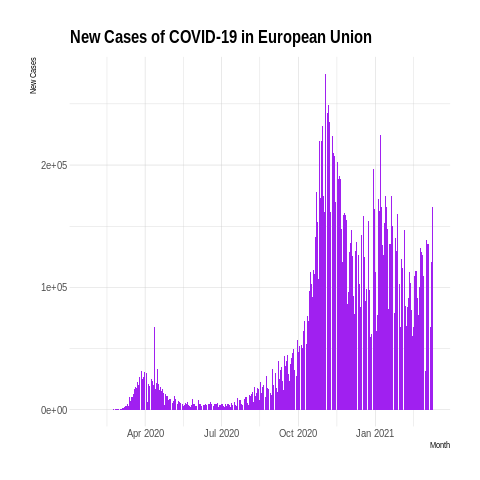 New Cases of COVID-19 in European Union
New Cases
2e+05
1e+05
0e+00
Apr 2020 Jul 2020 Oct 2020 Jan 2021
Month